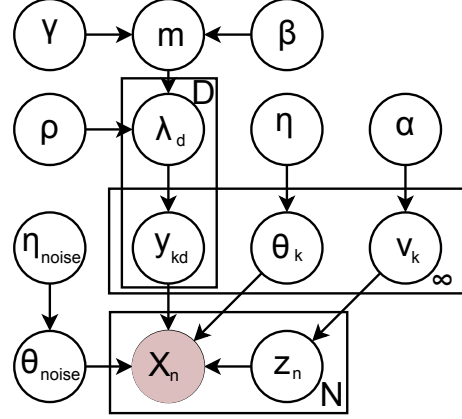 γ m β
D
ρ λd η α
ηnoise ykd θk vk
∞
θnoise Xn zn
N